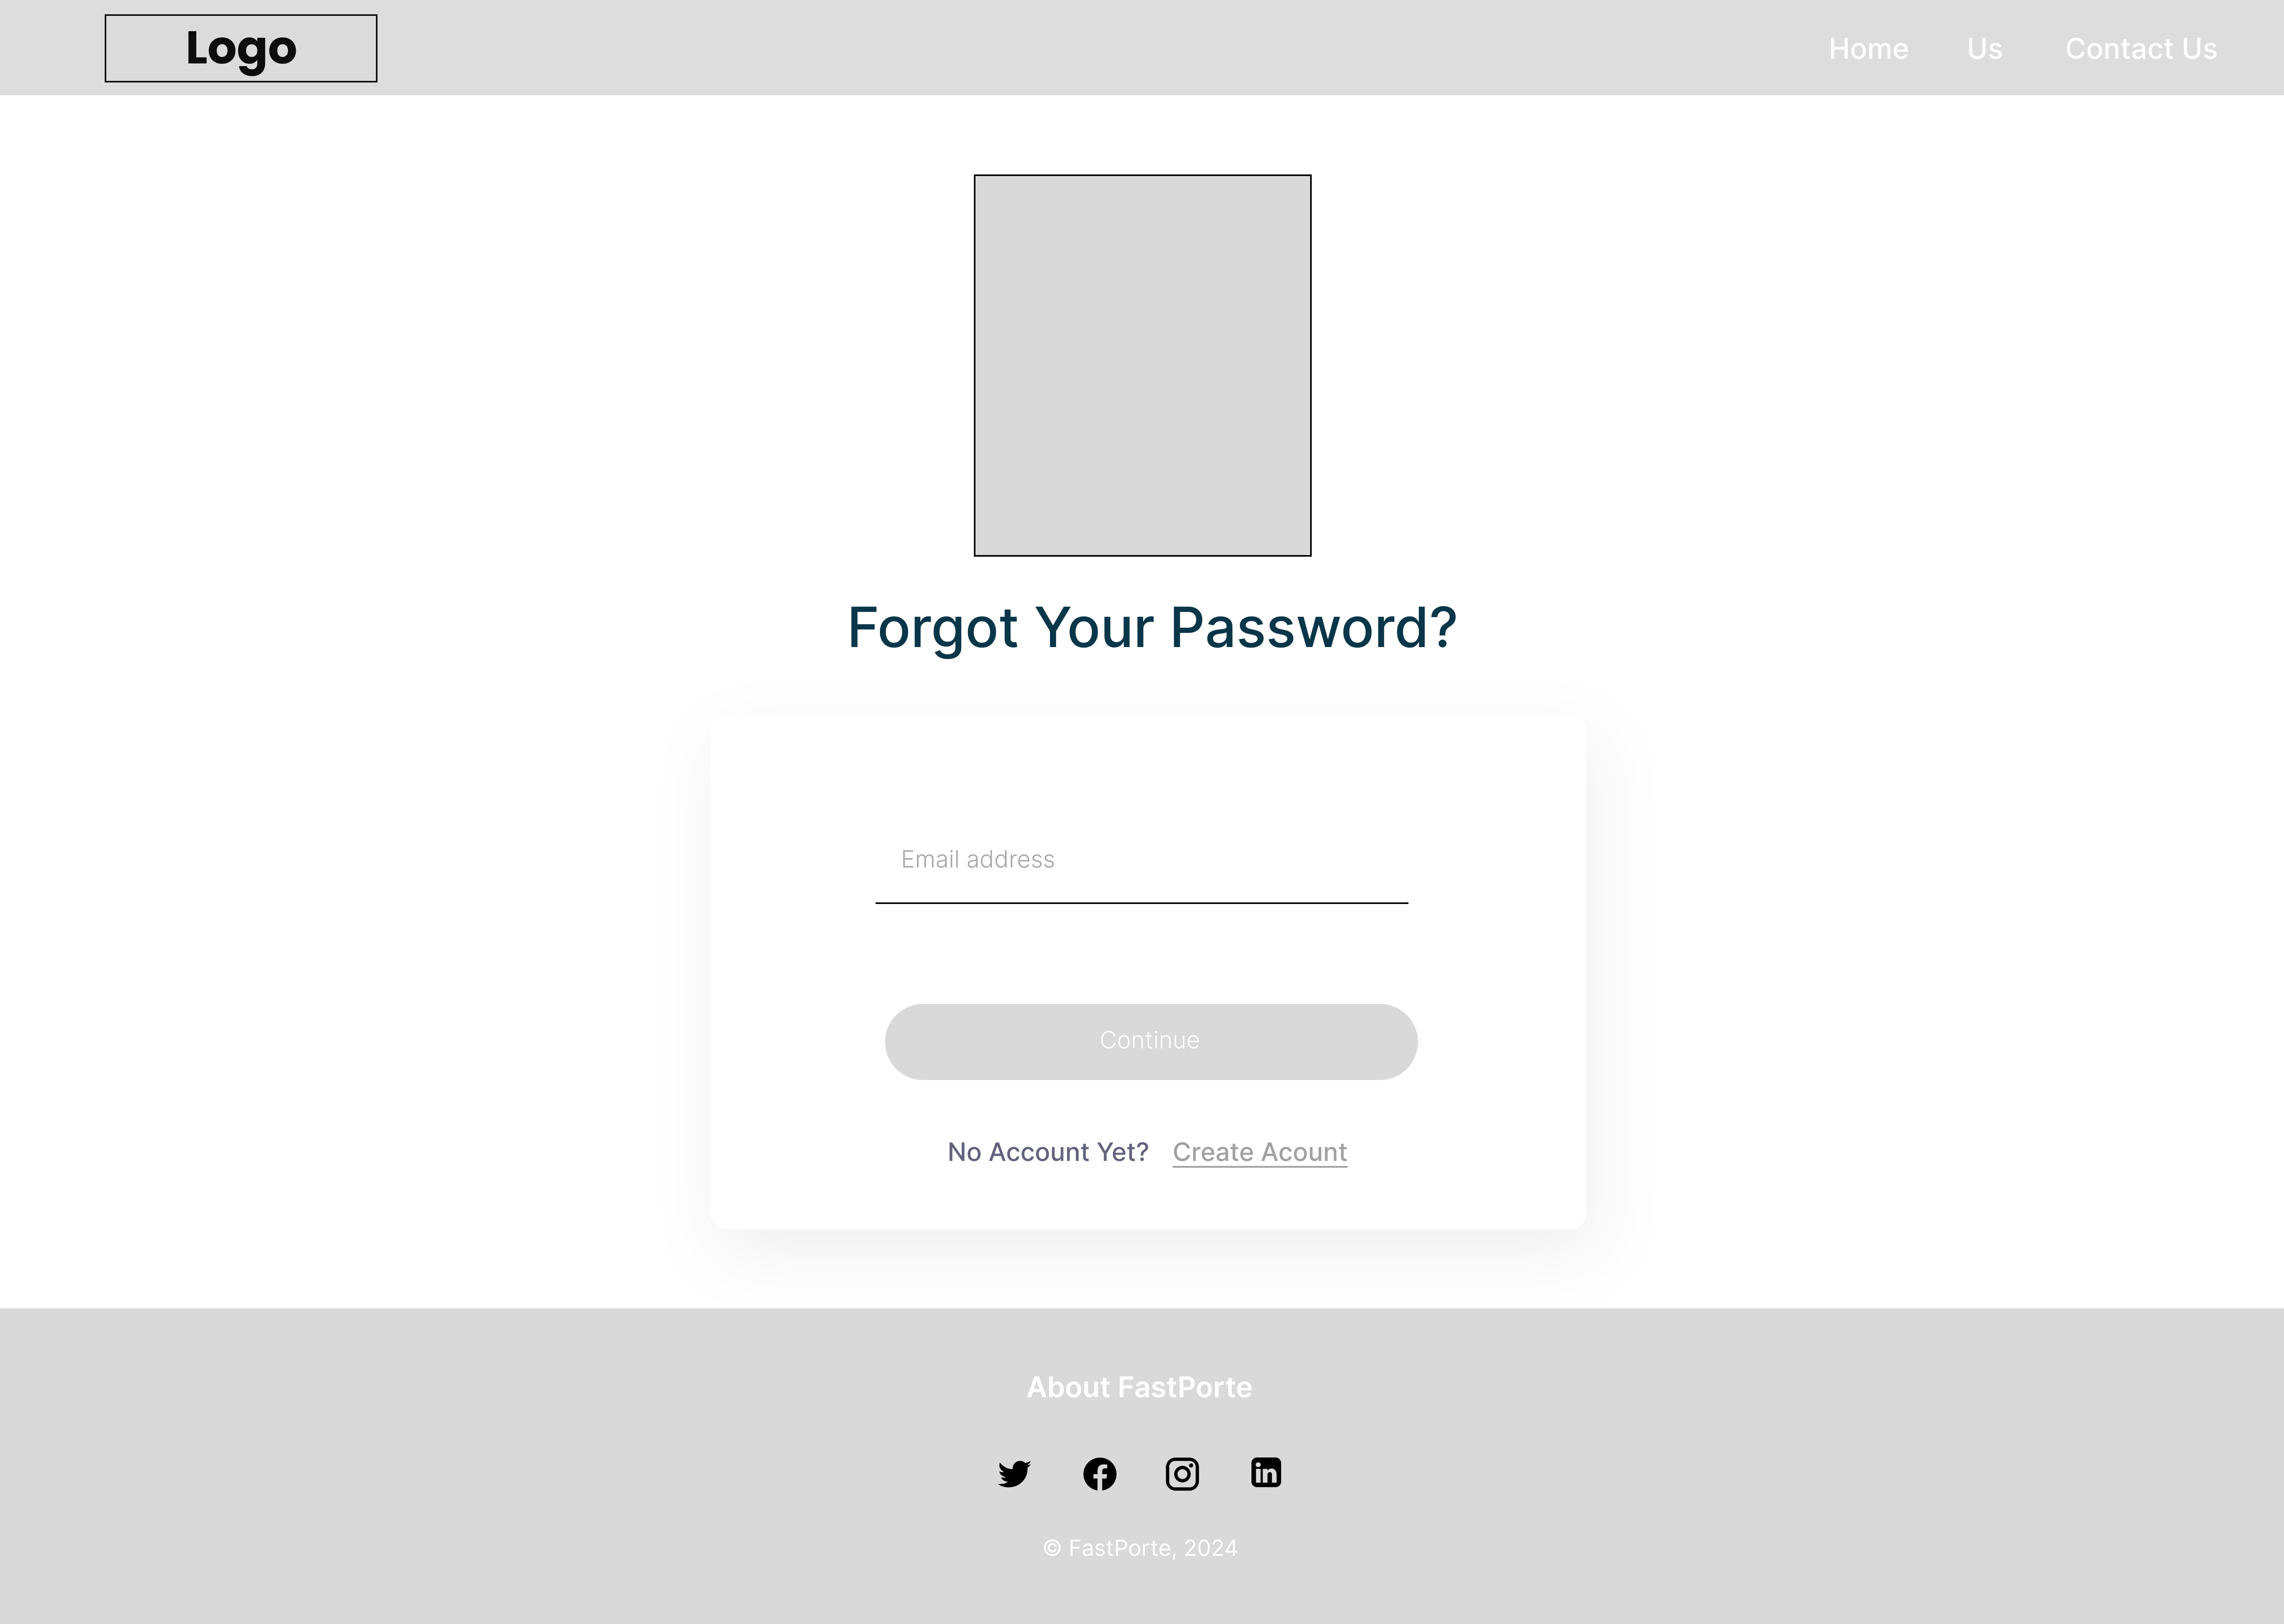 Logo
Home Us Contact Us
Forgot Your Password?
Email address
Continue
No Account Yet? Create Acount
About FastPorte
© FastPorte, 2024